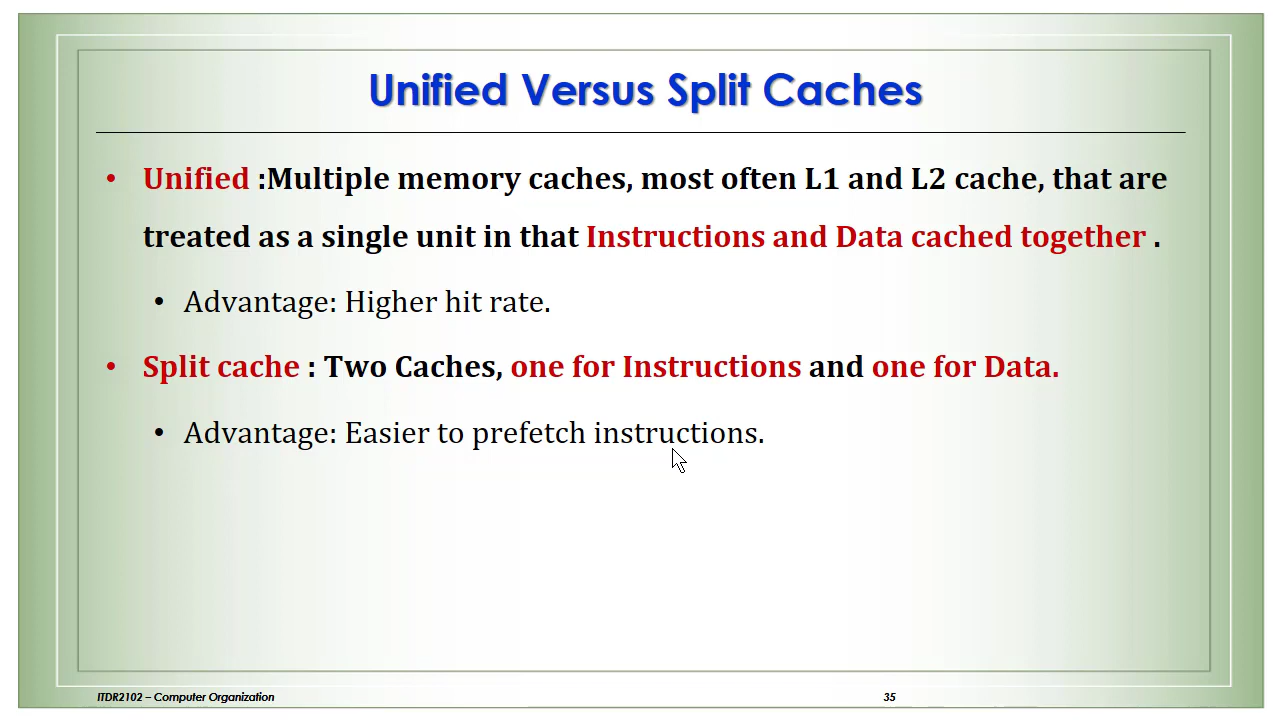 Unified Versus Split Caches
• Unified :Multiple memory caches, most often L1 and L2 cache, that are
treated as a single unit in that Instructions and Data cached together .
• Advantage: Higher hit rate.
• Split cache : Two Caches, one for Instructions and one for Data.
• Advantage: Easier to prefetch instructions.
ITDR2102 – Computer Organization 35